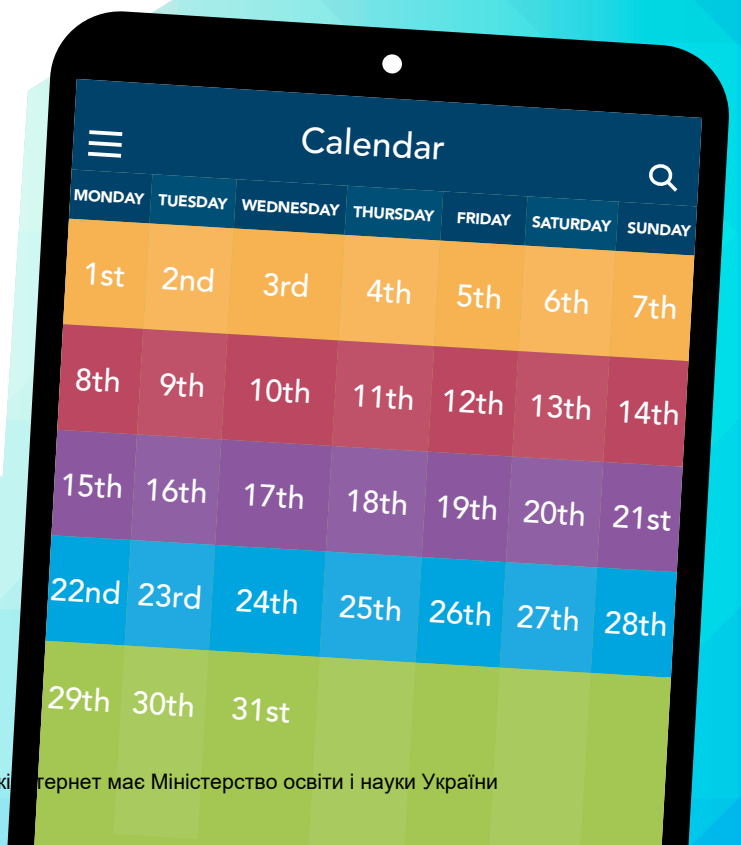 Calendar
MONDAY TUESDAY WEDNESDAY THURSDAY FRIDAY SATURDAY SUNDAY
1st 2nd 3rd 4th 5th 6th 7th
8th 9th 10th 11th 12th 13th 14th
15th 16th 17th 18th 19th 20th 21st
22nd 23rd 24th 25th 26th 27th 28th
29th 30th 31st
має Міністерство освіти і науки України